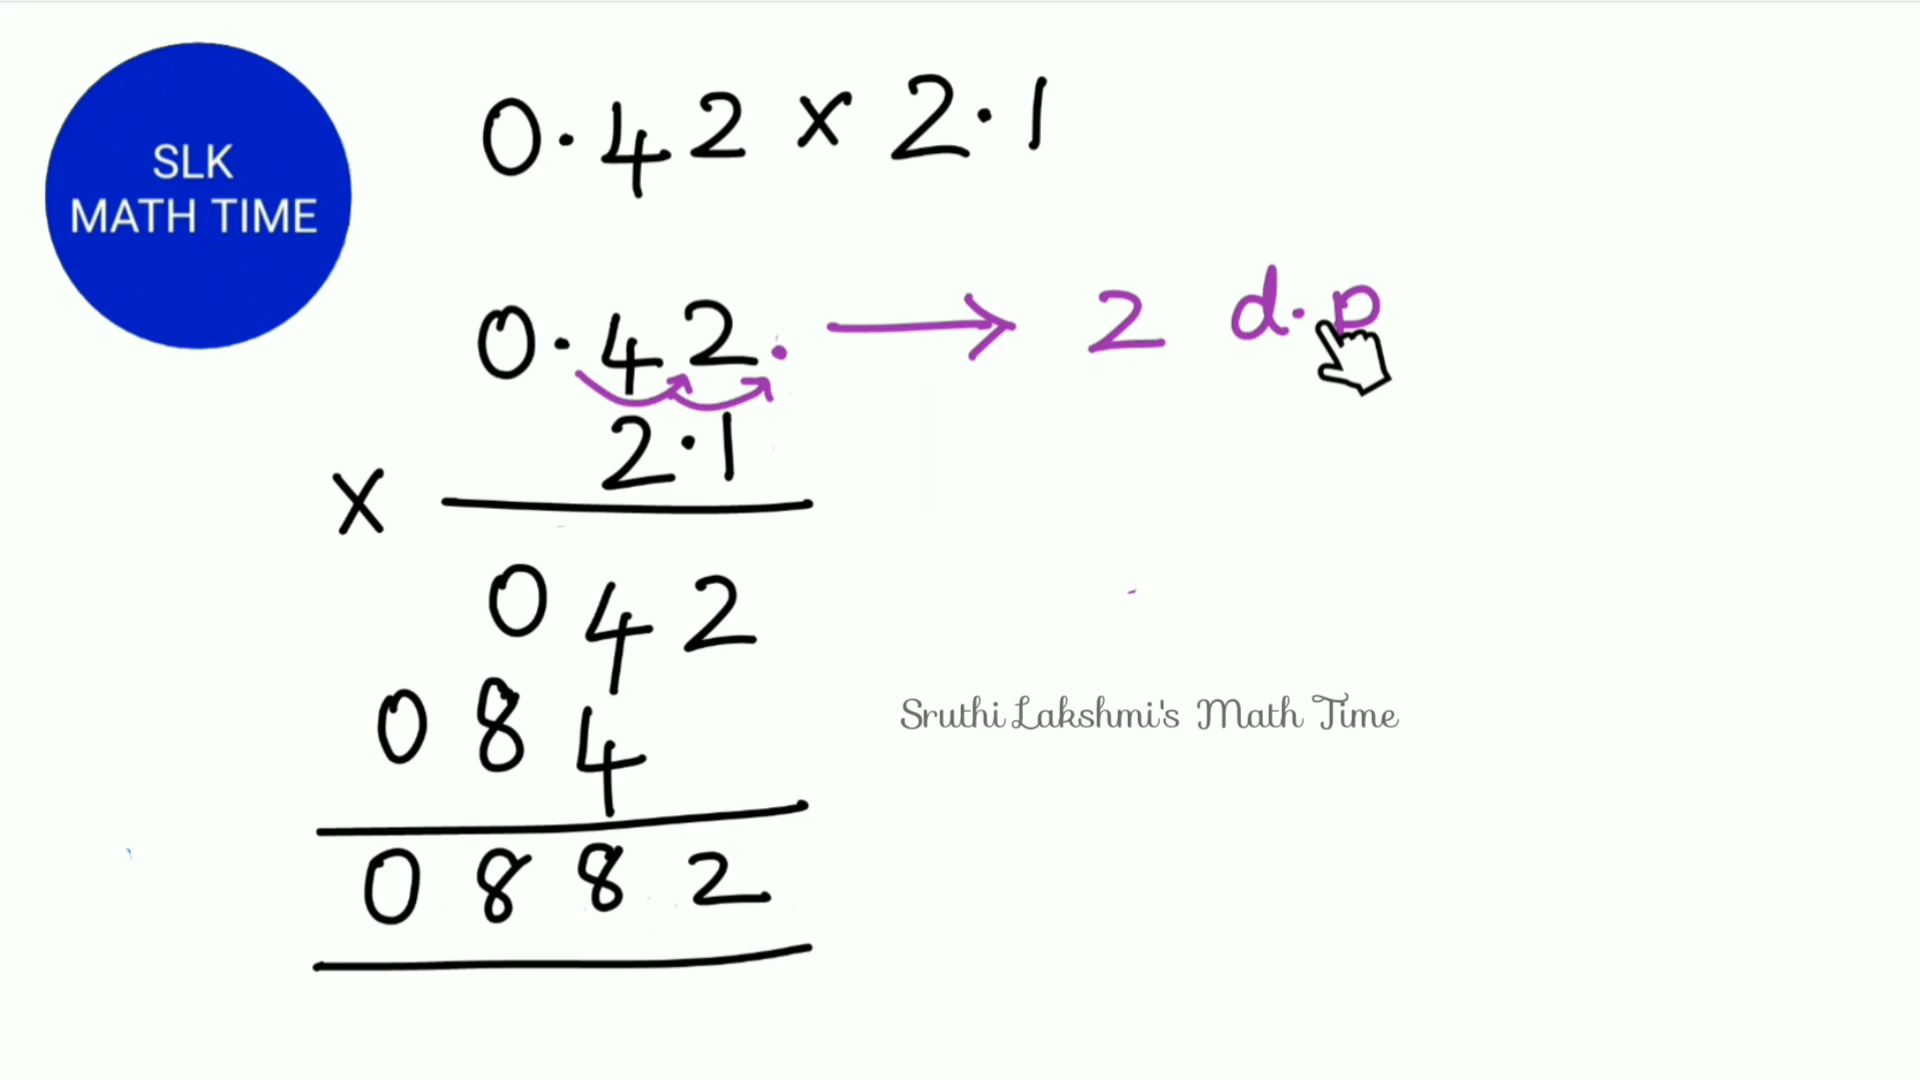 SLK
MATH TIME
0.42 x 2.1
0.42. → 2 d.p
2.1
x
042
084
0882
Sruthi Lakshmi's Math Time